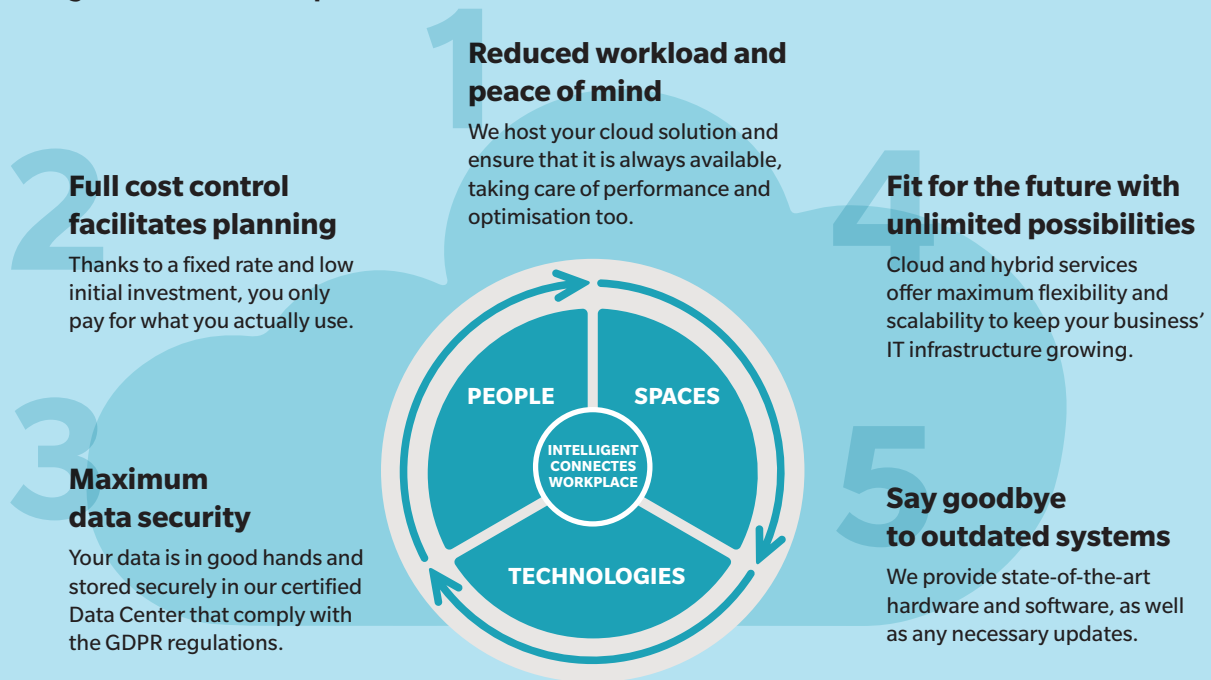 1
Reduced workload and
peace of mind
We host your cloud solution and
ensure that it is always available,
taking care of performance and
optimisation too.
2
Full cost control
facilitates planning
Thanks to a fixed rate and low
initial investment, you only
pay for what you actually use.
3
Maximum
data security
Your data is in good hands and
stored securely in our certified
Data Center that comply with
the GDPR regulations.
4
Fit for the future with
unlimited possibilities
Cloud and hybrid services
offer maximum flexibility and
scalability to keep your business’
IT infrastructure growing.
5
Say goodbye
to outdated systems
We provide state-of-the-art
hardware and software, as well
as any necessary updates.
PEOPLE
SPACES
INTELLIGENT
CONNECTES
WORKPLACE
TECHNOLOGIES